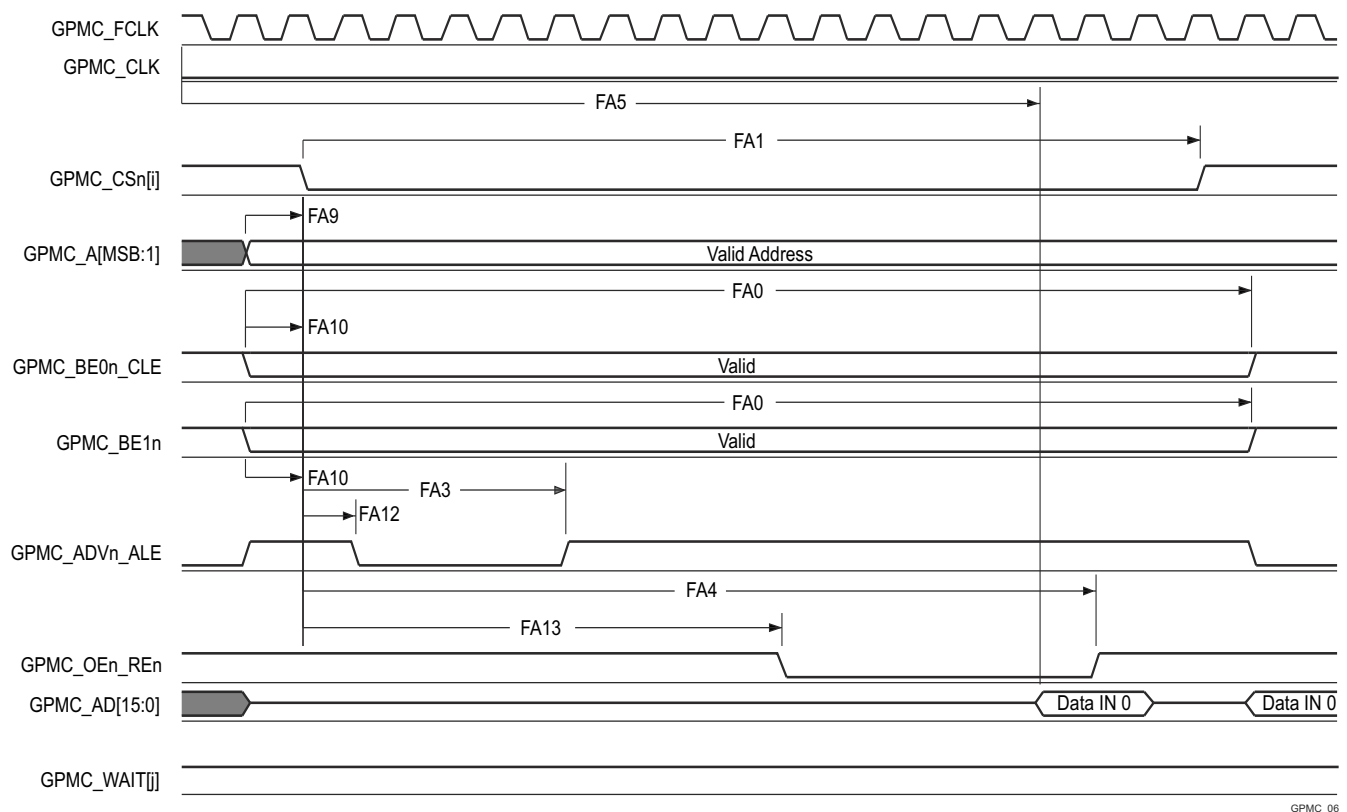 GPMC_FCLK
GPMC_CLK
FA5
FA1
GPMC_CSn[i]
FA9
GPMC_A[MSB:1]
Valid Address
FA0
FA10
GPMC_BE0n_CLE
Valid
FA0
GPMC_BE1n
Valid
FA10
FA3
FA12
GPMC_ADVn_ALE
FA4
FA13
GPMC_OEn_REn
GPMC_AD[15:0]
Data IN 0
Data IN 0
GPMC_WAIT[j]
GPMC_06